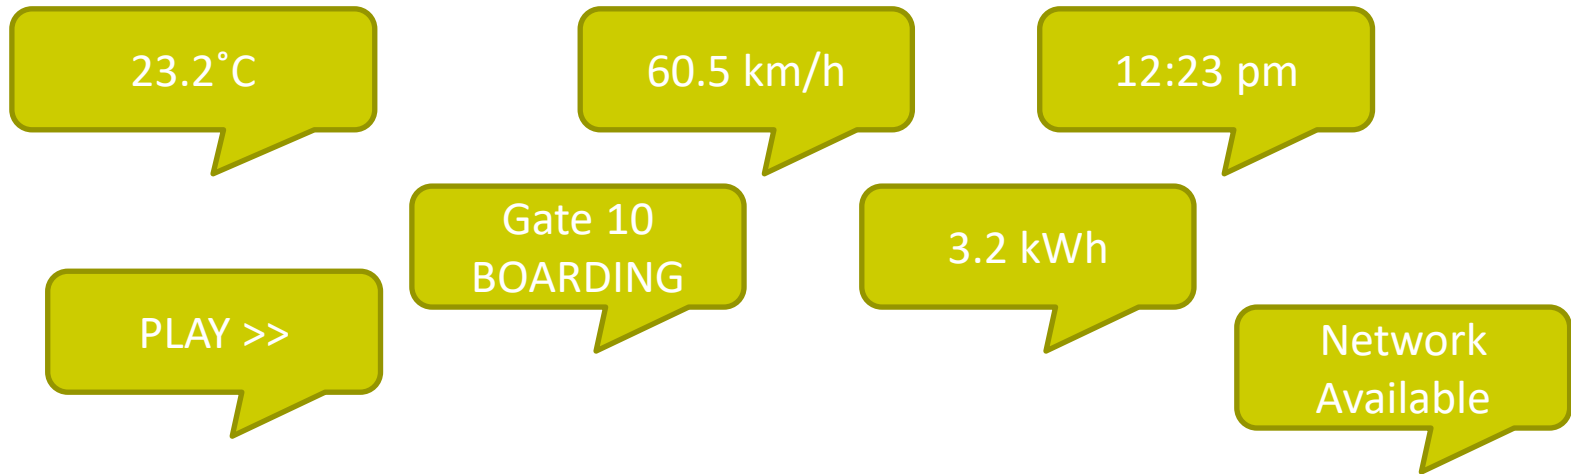 23.2˚C
60.5 km/h
12:23 pm
Gate 10
BOARDING
3.2 kWh
PLAY >>
Network
Available